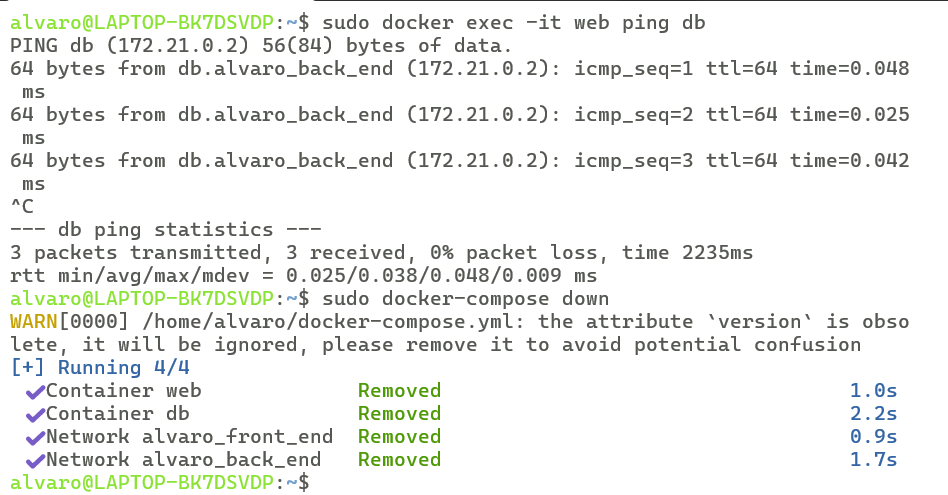 alvaro@LAPTOP-BK7DSVDP:~$ sudo docker exec -it web ping db
PING db (172.21.0.2) 56(84) bytes of data.
64 bytes from db.alvaro_back_end (172.21.0.2): icmp_seq=1 ttl=64 time=0.048
 ms
64 bytes from db.alvaro_back_end (172.21.0.2): icmp_seq=2 ttl=64 time=0.025
 ms
64 bytes from db.alvaro_back_end (172.21.0.2): icmp_seq=3 ttl=64 time=0.042
 ms
^C
--- db ping statistics ---
3 packets transmitted, 3 received, 0% packet loss, time 2235ms
rtt min/avg/max/mdev = 0.025/0.038/0.048/0.009 ms
alvaro@LAPTOP-BK7DSVDP:~$ sudo docker-compose down
WARN[0000] /home/alvaro/docker-compose.yml: the attribute `version` is obso
lete, it will be ignored, please remove it to avoid potential confusion
[+] Running 4/4
 ✔Container web             Removed                                  1.0s
 ✔Container db              Removed                                  2.2s
 ✔Network alvaro_front_end  Removed                                  0.9s
 ✔Network alvaro_back_end   Removed                                  1.7s
alvaro@LAPTOP-BK7DSVDP:~$